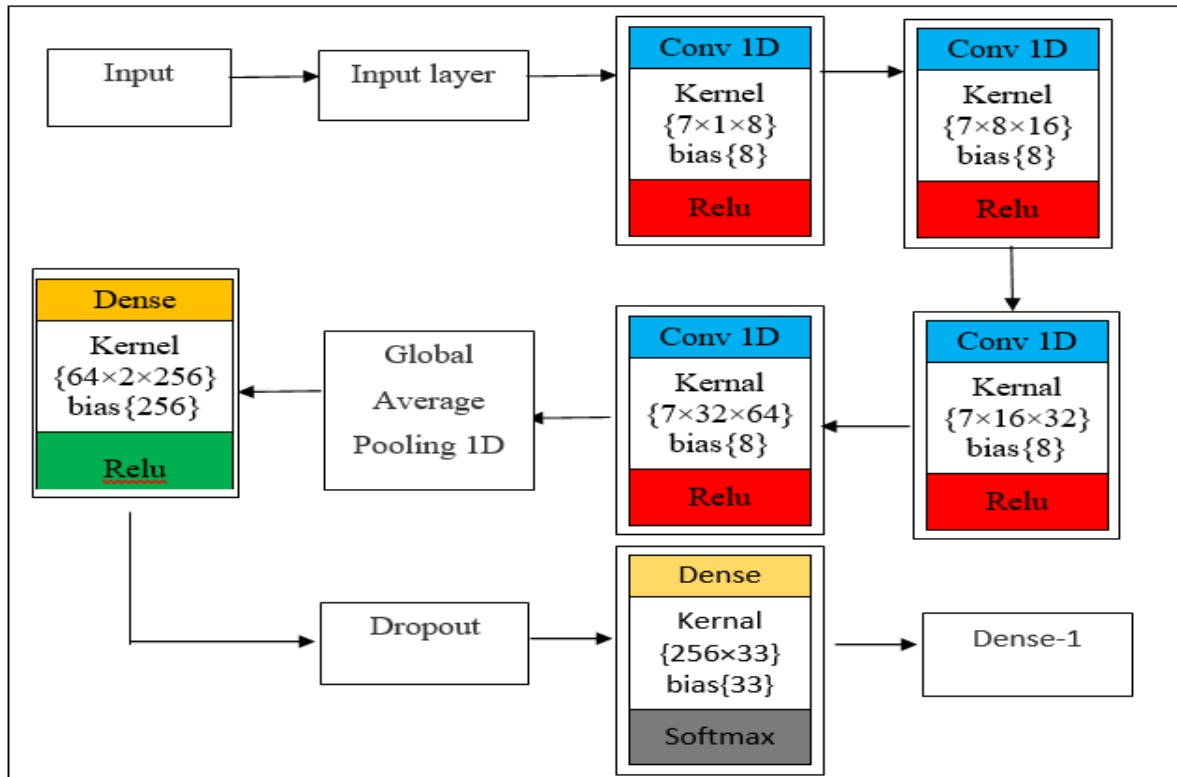 Input
Input layer
Conv 1D
Kernel
{7×1×8}
bias{8}
Relu
Conv 1D
Kernel
{7×8×16}
bias{8}
Relu
Conv 1D
Kernal
{7×16×32}
bias{8}
Relu
Conv 1D
Kernal
{7×32×64}
bias{8}
Relu
Global
Average
Pooling 1D
Dense
Kernel
{64×2×256}
bias{256}
Relu
Dropout
Dense
Kernal
{256×33}
bias{33}
Softmax
Dense-1